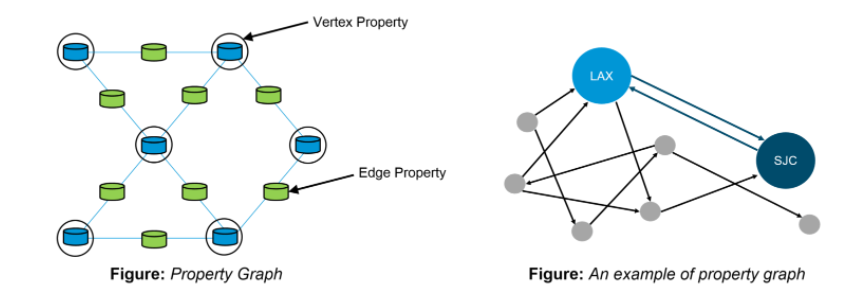 Vertex Property
Edge Property
Figure: Property Graph
LAX
SJC
Figure: An example of property graph